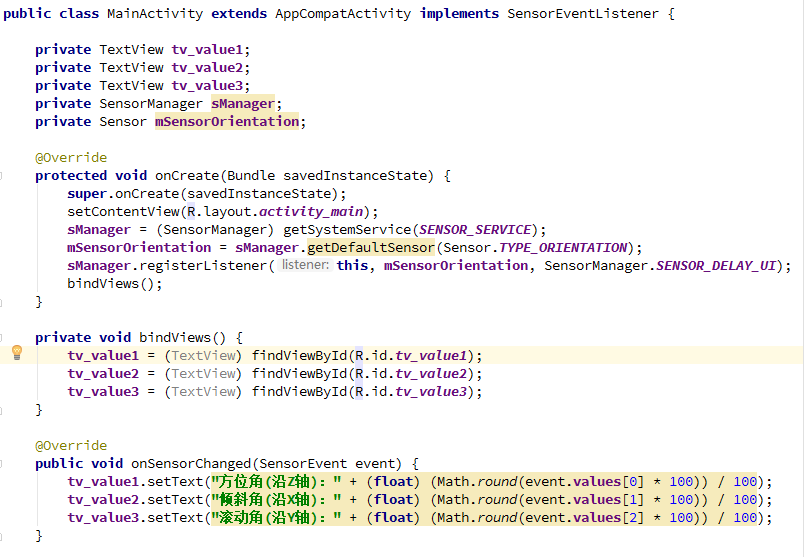 public class MainActivity extends AppCompatActivity implements SensorEventListener {
private TextView tv_value1;
private TextView tv_value2;
private TextView tv_value3;
private SensorManager sManager;
private Sensor mSensorOrientation;
@Override
protected void onCreate(Bundle savedInstanceState) {
super.onCreate(savedInstanceState);
setContentView(R.layout.activity_main);
sManager = (SensorManager) getSystemService(SENSOR_SERVICE);
mSensorOrientation = sManager.getDefaultSensor(Sensor.TYPE_ORIENTATION);
sManager.registerListener( listener: this, mSensorOrientation, SensorManager.SENSOR_DELAY_UI);
bindViews();
}
private void bindViews() {
tv_value1 = (TextView) findViewById(R.id.tv_value1);
tv_value2 = (TextView) findViewById(R.id.tv_value2);
tv_value3 = (TextView) findViewById(R.id.tv_value3);
}
@Override
public void onSensorChanged(SensorEvent event) {
tv_value1.setText("方位角(沿Z轴): " + (float) (Math.round(event.values[0] * 100)) / 100);
tv_value2.setText("倾斜角(沿X轴): " + (float) (Math.round(event.values[1] * 100)) / 100);
tv_value3.setText("滚动角(沿Y轴): " + (float) (Math.round(event.values[2] * 100)) / 100);
}